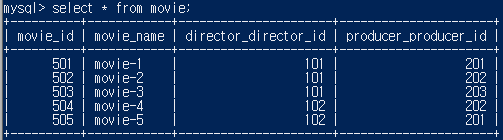 mysql> select * from movie;
+----------+------------+----------------------+----------------------+
| movie_id | movie_name | director_director_id | producer_producer_id |
+----------+------------+----------------------+----------------------+
|      501 | movie-1    |                  101 |                  201 |
|      502 | movie-2    |                  101 |                  201 |
|      503 | movie-3    |                  101 |                  203 |
|      504 | movie-4    |                  102 |                  202 |
|      505 | movie-5    |                  102 |                  201 |
+----------+------------+----------------------+----------------------+